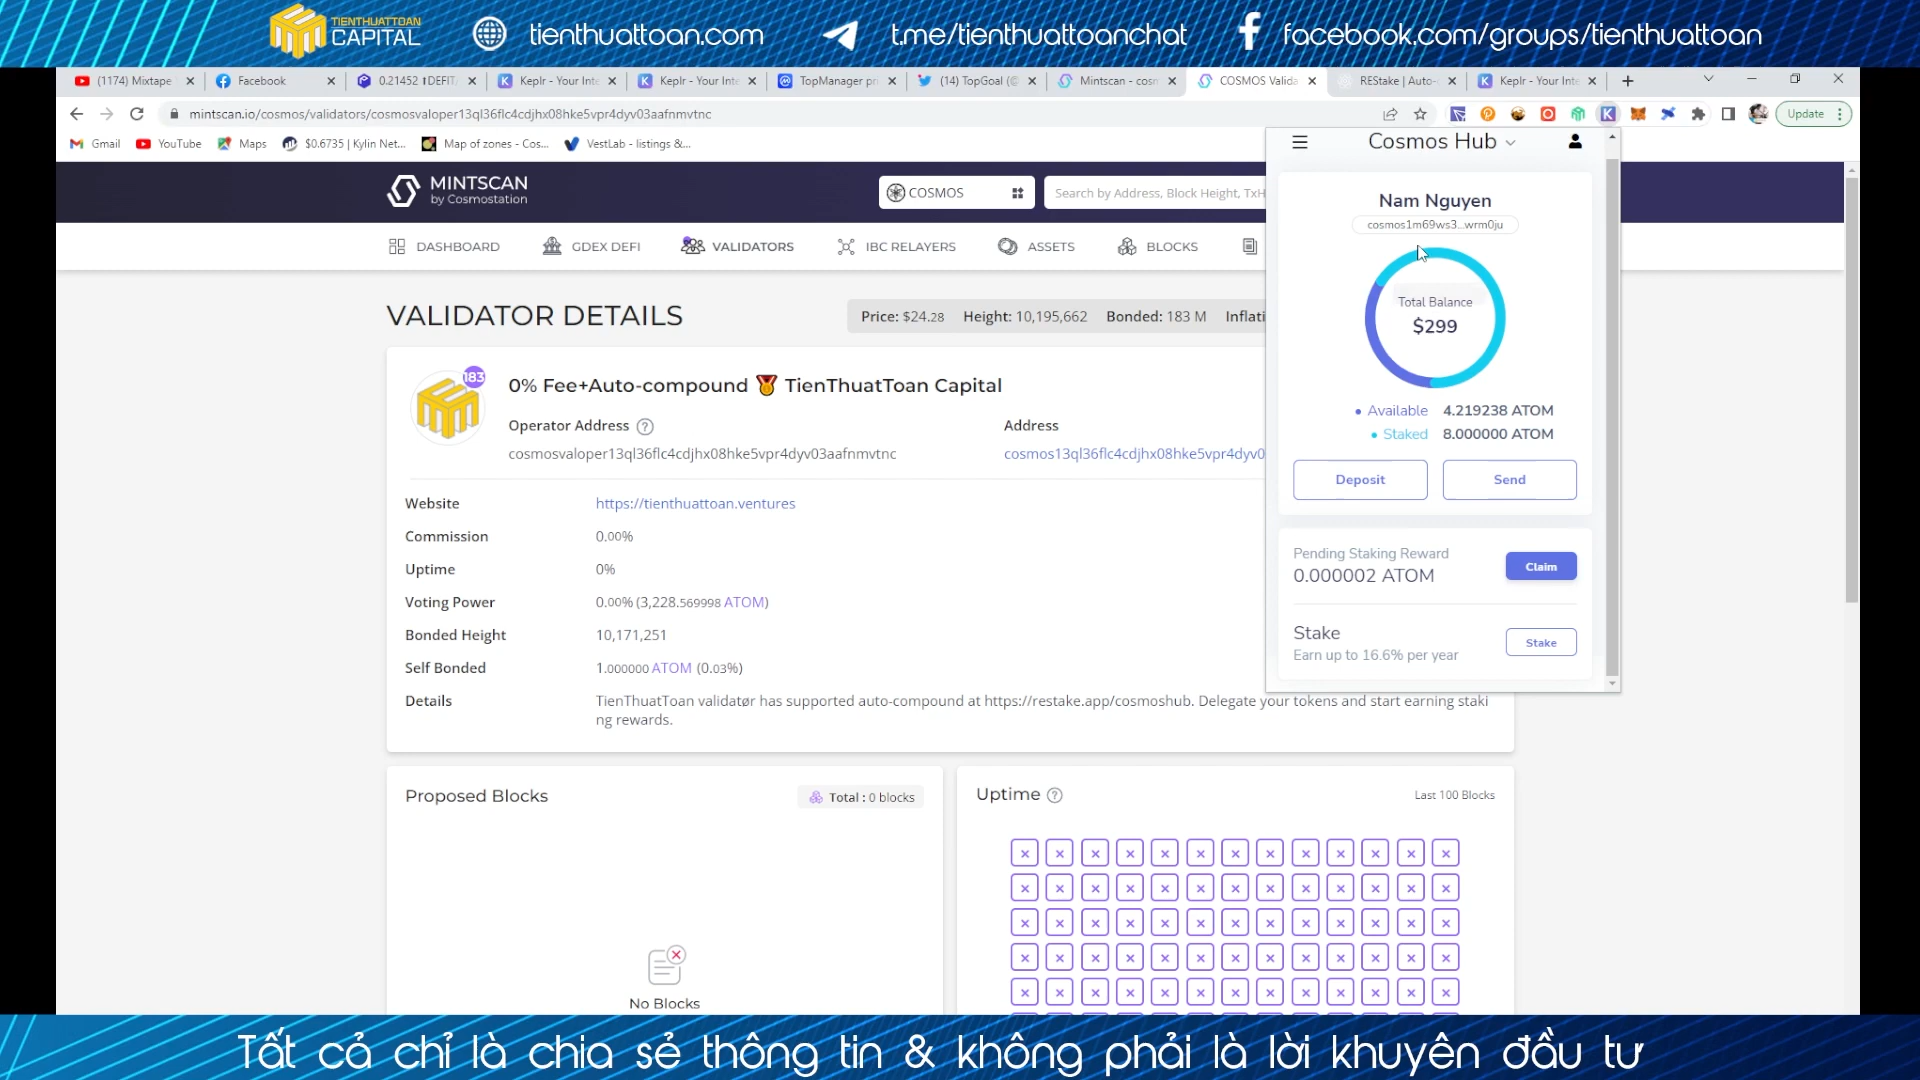 TIENTHUATTOAN
CAPITAL
tienthuattoan.com
t.me/tienthuattoanchat
facebook.com/groups/tienthuattoan
(1174) Mixtape
Facebook
0.21452 ⬆DEFIT
Keplr - Your Inte
Keplr - Your Inte
TopManager pr
(14) TopGoal (@
Mintscan - cosm
COSMOS Valida
REStake | Auto-
Keplr - Your Inte
mintscan.io/cosmos/validators/cosmosvaloper13ql36flc4cdjhx08hke5vpr4dyv03aafnmvtnc
Update
Gmail
YouTube
Maps
$0.6735 | Kylin Net...
Map of zones - Cos...
VestLab - listings &...
MINTSCAN
by Cosmostation
COSMOS
Search by Address, Block Height, TxH
DASHBOARD
GDEX DEFI
VALIDATORS
IBC RELAYERS
ASSETS
BLOCKS
VALIDATOR DETAILS
Price: $24.28 Height: 10,195,662 Bonded: 183 M Inflati
183
0% Fee+Auto-compound 🏅 TienThuatToan Capital
Operator Address ?
cosmosvaloper13ql36flc4cdjhx08hke5vpr4dyv03aafnmvtnc
Address
cosmos13ql36flc4cdjhx08hke5vpr4dyv0
Website https://tienthuattoan.ventures
Commission 0.00%
Uptime 0%
Voting Power 0.00% (3,228.569998 ATOM)
Bonded Height 10,171,251
Self Bonded 1.000000 ATOM (0.03%)
Details TienThuatToan validatør has supported auto-compound at https://restake.app/cosmoshub. Delegate your tokens and start earning staki
ng rewards.
Proposed Blocks
Total : 0 blocks
No Blocks
Uptime ?
Last 100 Blocks
Cosmos Hub
Nam Nguyen
cosmos1m69ws3...wrm0ju
Total Balance
$299
Available 4.219238 ATOM
Staked 8.000000 ATOM
Deposit
Send
Pending Staking Reward
0.000002 ATOM
Claim
Stake
Earn up to 16.6% per year
Stake
Tất cả chỉ là chia sẻ thông tin & không phải là lời khuyên đầu tư